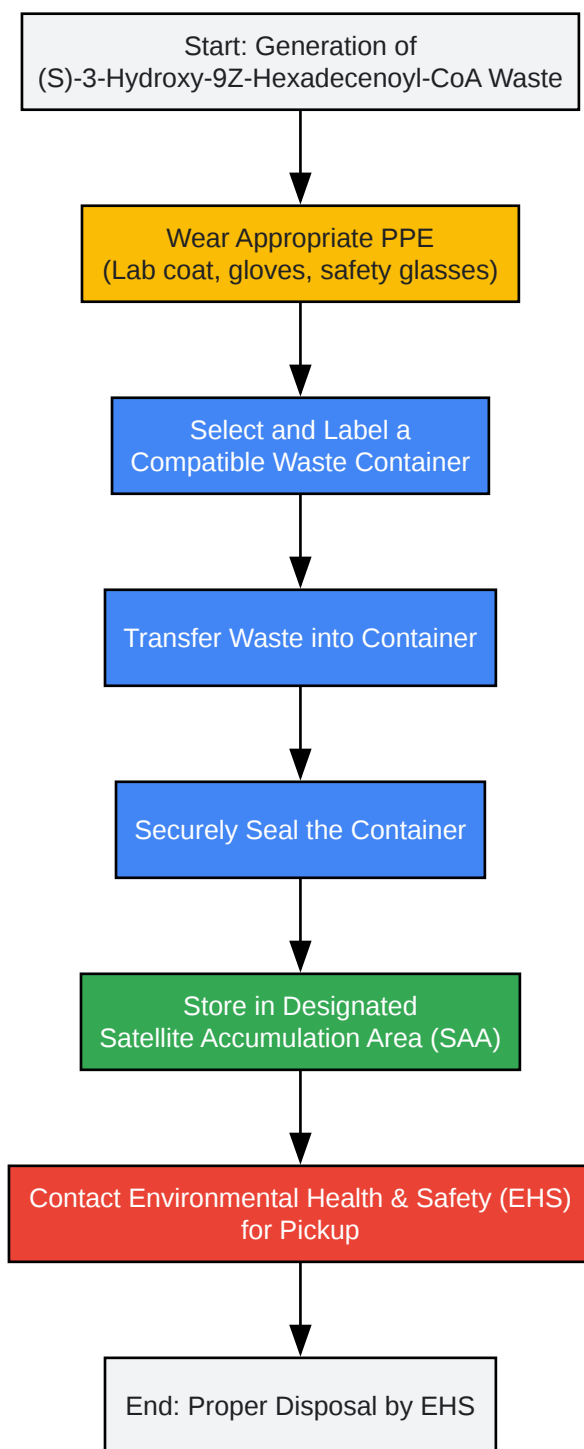 Start: Generation of
(S)-3-Hydroxy-9Z-Hexadecenoyl-CoA Waste
Wear Appropriate PPE
(Lab coat, gloves, safety glasses)
Select and Label a
Compatible Waste Container
Transfer Waste into Container
Securely Seal the Container
Store in Designated
Satellite Accumulation Area (SAA)
Contact Environmental Health & Safety (EHS)
for Pickup
End: Proper Disposal by EHS